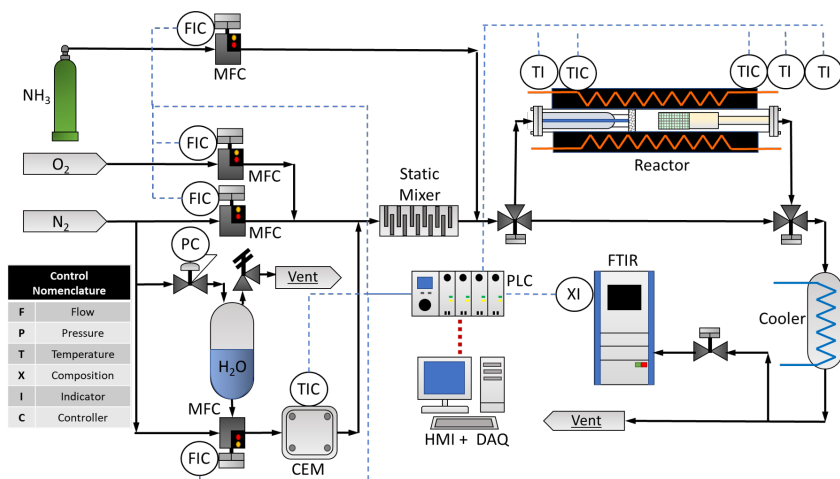 FIC
MFC
NH3
TI
TIC
TIC
TI
TI
Reactor
O2
FIC
MFC
N2
FIC
MFC
Static
Mixer
PC
Vent
Control
Nomenclature
F Flow
P Pressure
T Temperature
X Composition
I Indicator
C Controller
H2O
MFC
FIC
TIC
CEM
PLC
XI
FTIR
HMI + DAQ
Cooler
Vent